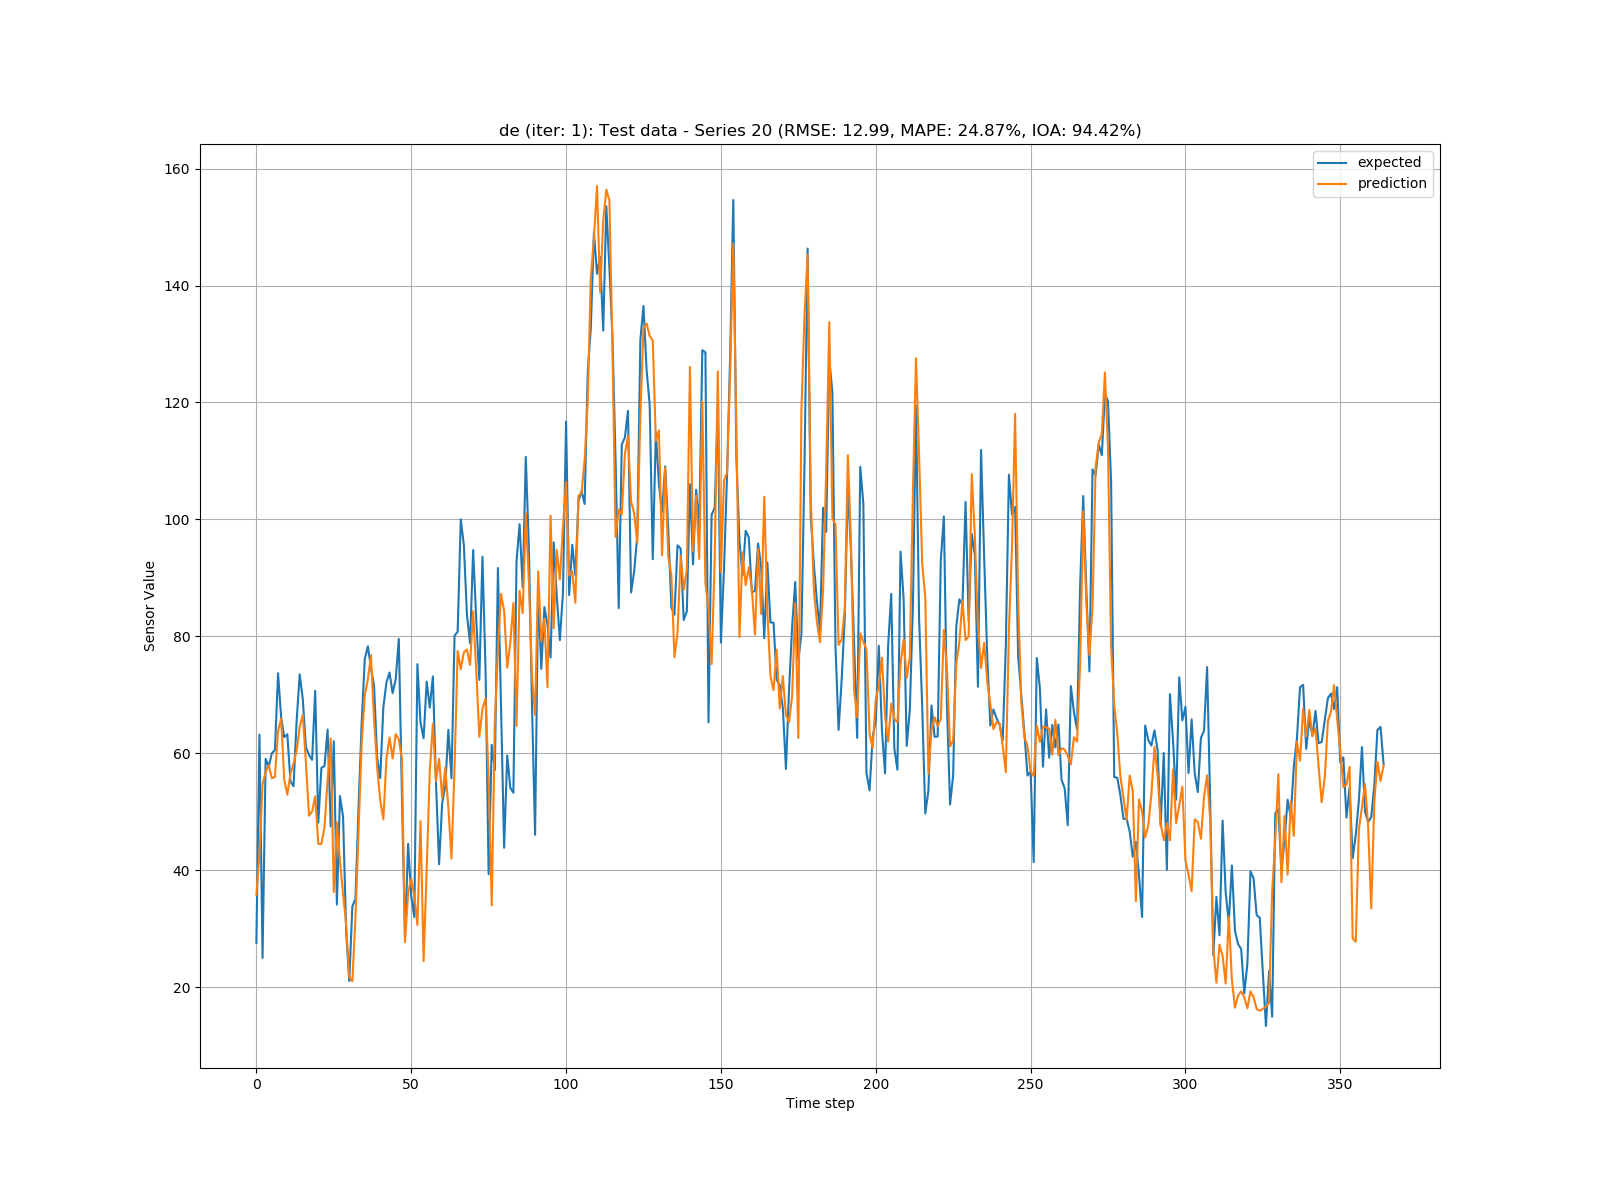 de (iter: 1): Test data - Series 20 (RMSE: 12.99, MAPE: 24.87%, IOA: 94.42%)
expected
prediction
160
140
120
100
80
60
40
20
Sensor Value
0 50 100 150 200 250 300 350
Time step